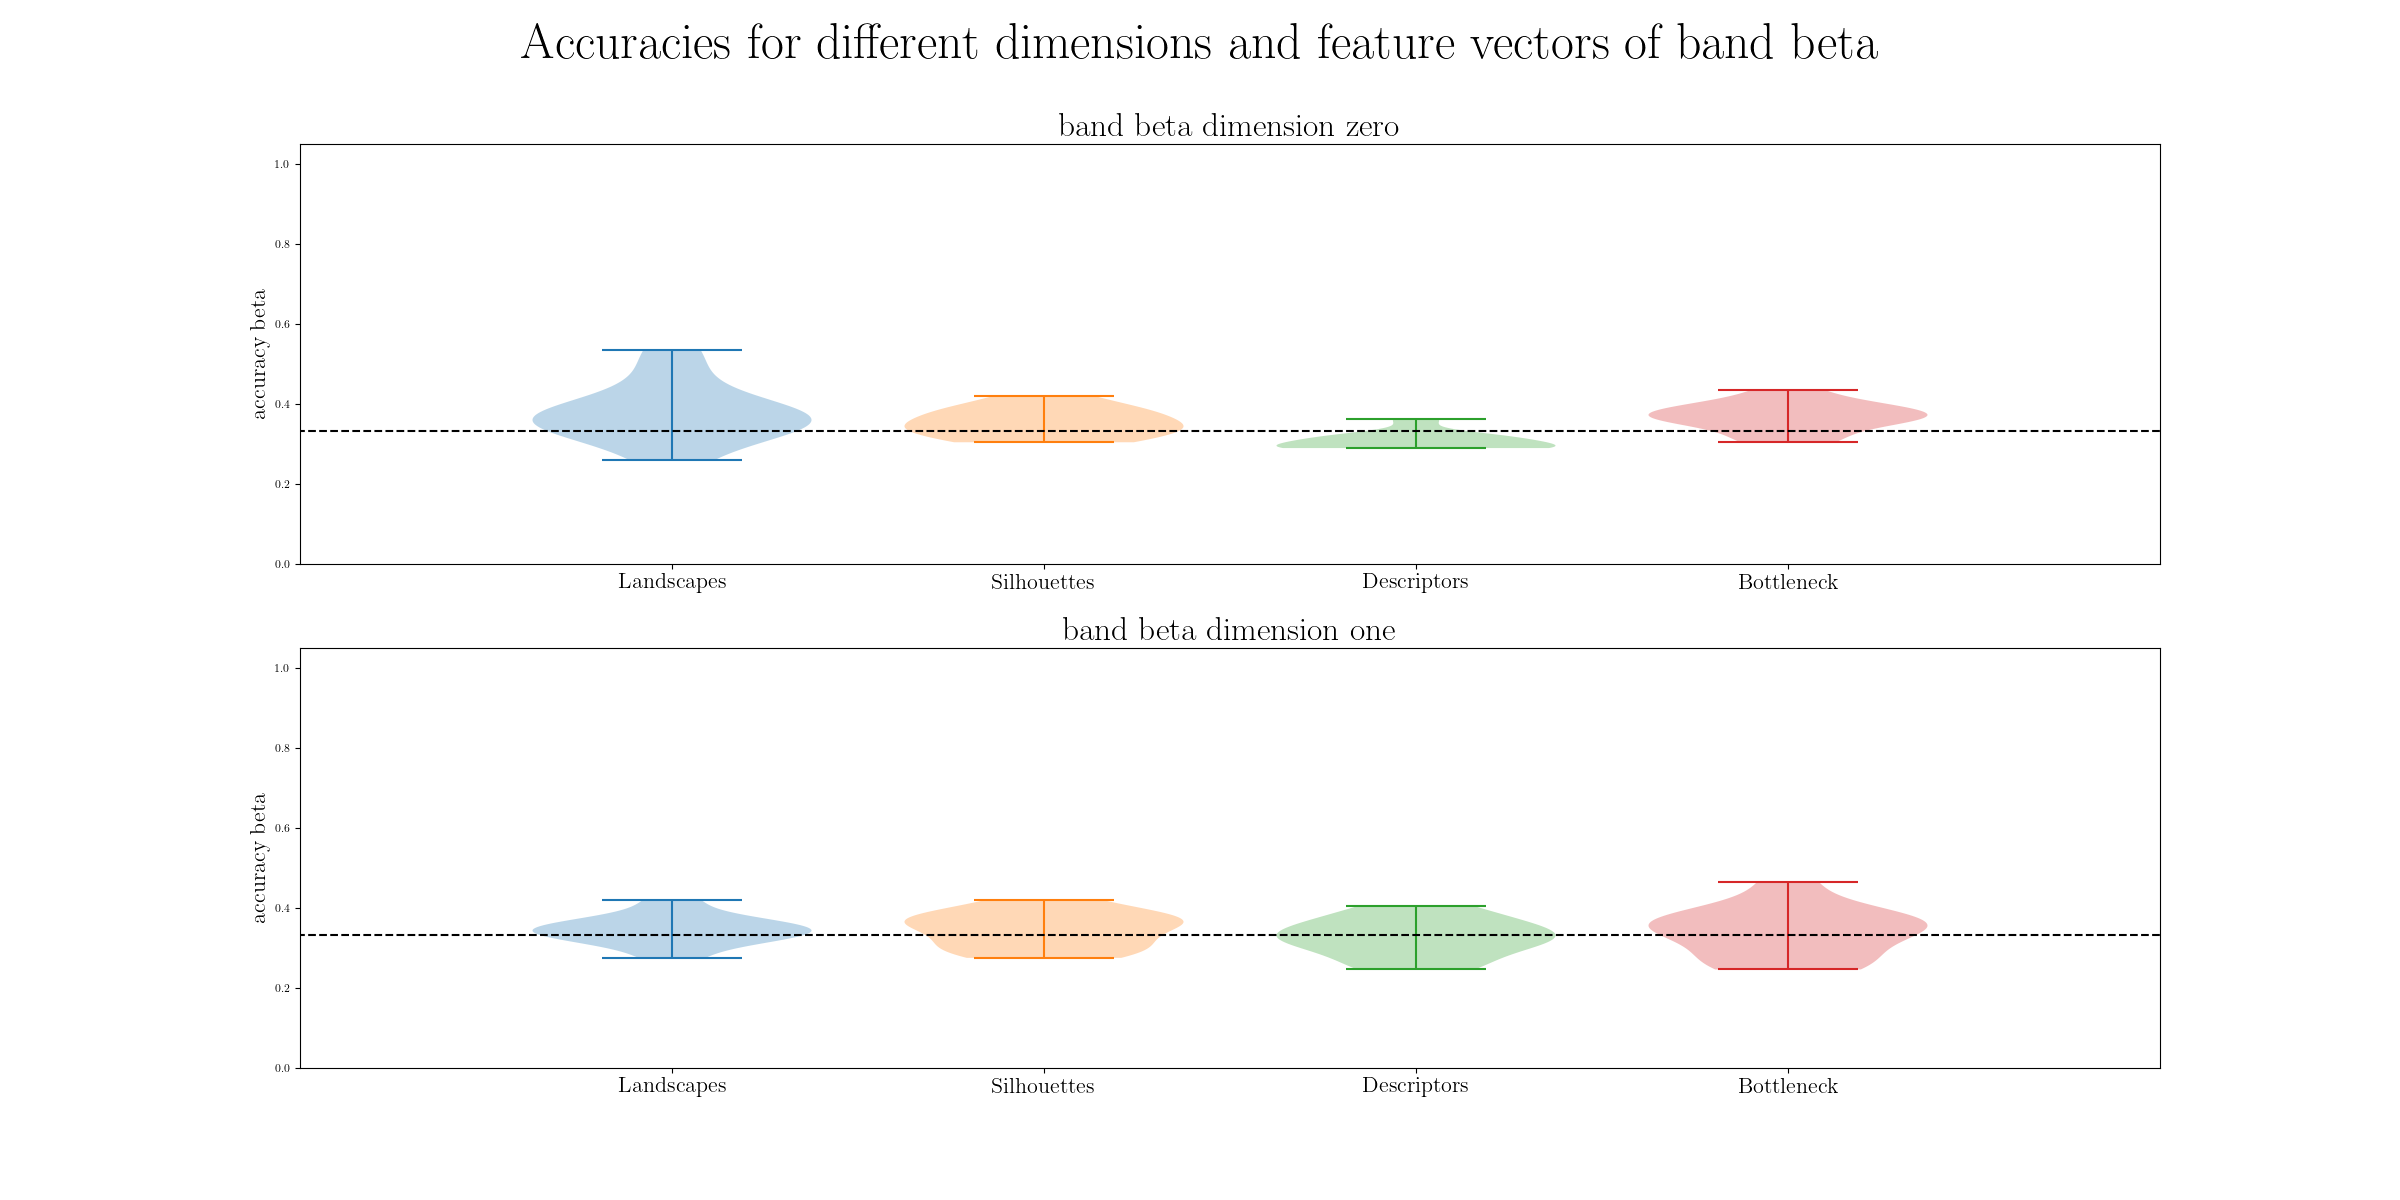 Accuracies for different dimensions and feature vectors of band beta
band beta dimension zero
1.0
0.8
0.6
0.4
0.2
0.0
accuracy beta
Landscapes Silhouettes Descriptors Bottleneck
band beta dimension one
1.0
0.8
0.6
0.4
0.2
0.0
accuracy beta
Landscapes Silhouettes Descriptors Bottleneck